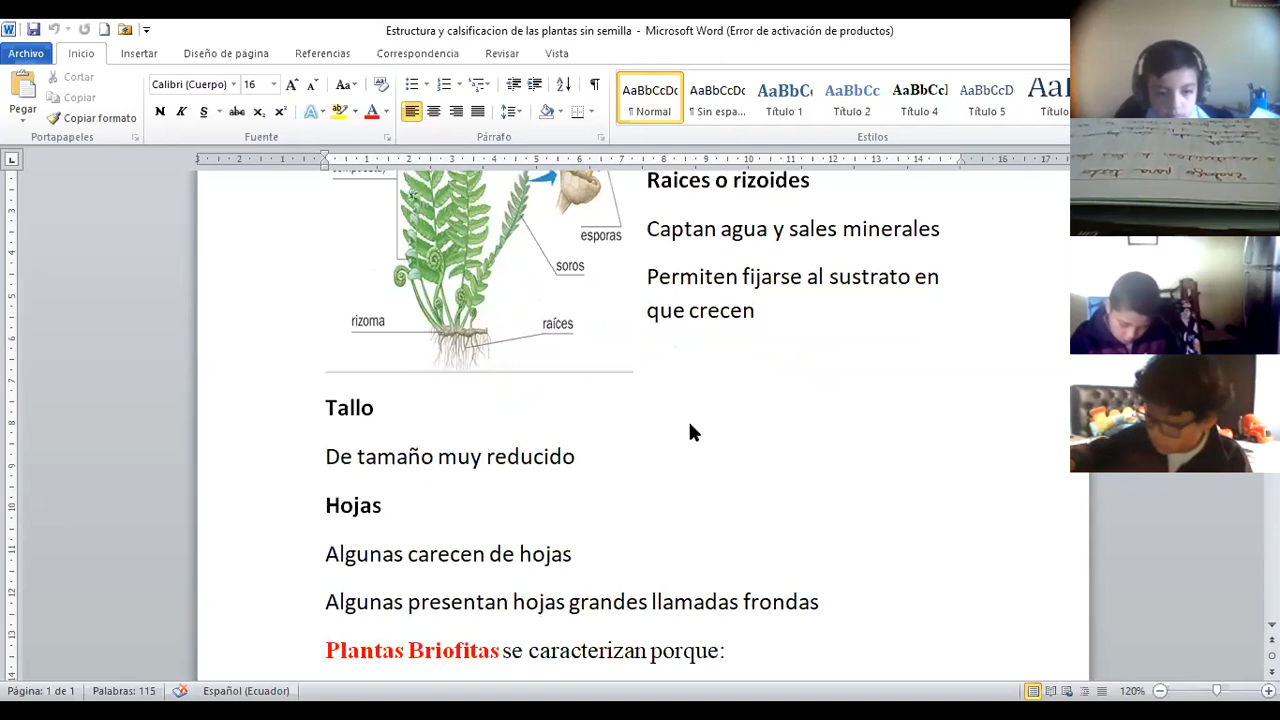 Estructura y calsificacion de las plantas sin semilla - Microsoft Word (Error de activación de productos)
Archivo Inicio Insertar Diseño de página Referencias Correspondencia Revisar Vista
Pegar
Cortar
Copiar
Copiar formato
Portapapeles
Calibri (Cuerpo) 16
Fuente
Párrafo
AaBbCcDc AaBbCcDc AaBbC AaBbCc AaBbCcI AaBbCcDc AaB
¶ Normal ¶ Sin espa... Título 1 Título 2 Título 4 Título 5 Título
Estilos
Raices o rizoides
Captan agua y sales minerales
Permiten fijarse al sustrato en
que crecen
esporas
soros
rizoma
raíces
Tallo
De tamaño muy reducido
Hojas
Algunas carecen de hojas
Algunas presentan hojas grandes llamadas frondas
Plantas Briofitas se caracterizan porque:
Página: 1 de 1 Palabras: 115 Español (Ecuador) 120%